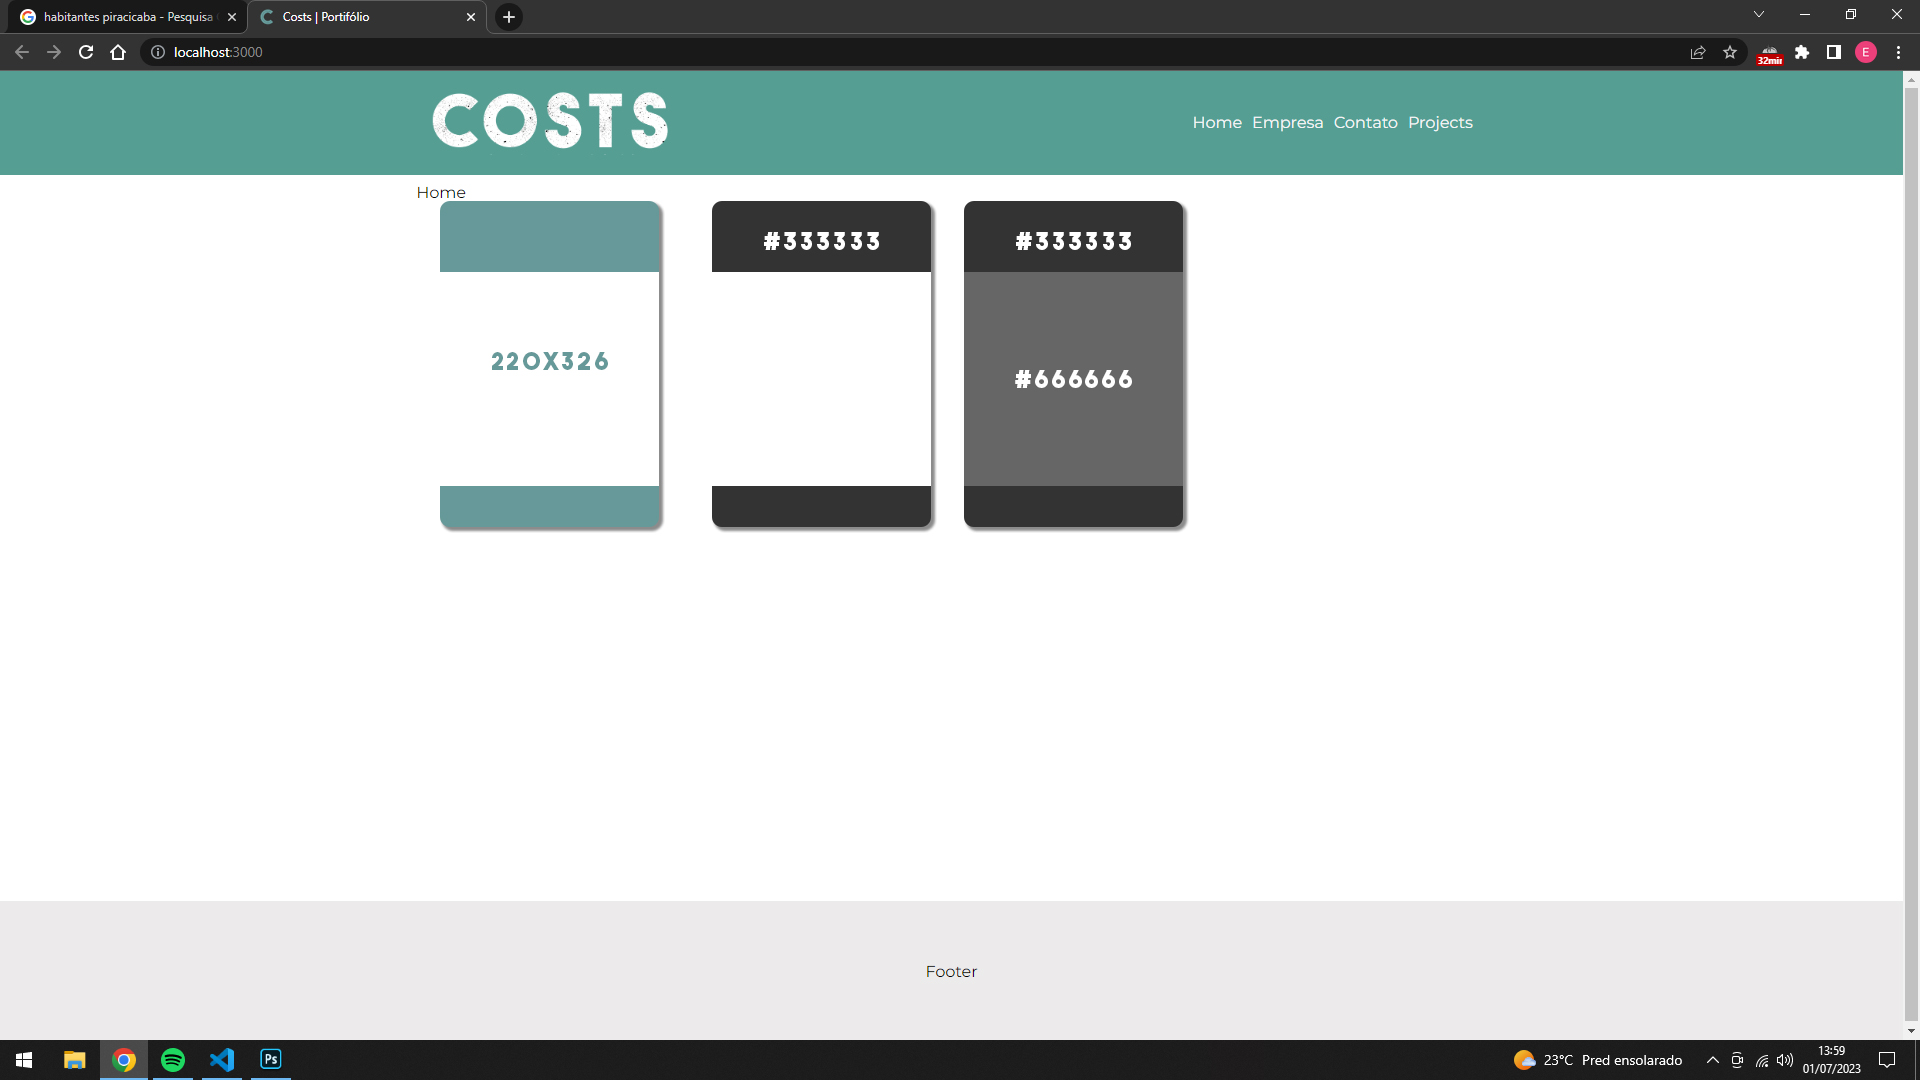 habitantes piracicaba - Pesquisa
Costs | Portifólio
localhost:3000
32min
E
COSTS
Home Empresa Contato Projects
Home
#333333 #333333
220X326
#666666
Footer
Ps
23°C Pred ensolarado
13:59
01/07/2023